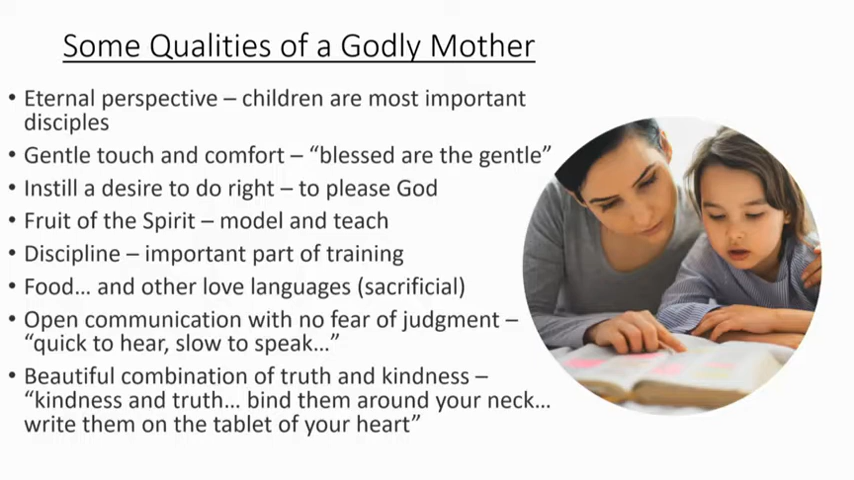 Some Qualities of a Godly Mother
• Eternal perspective – children are most important
disciples
• Gentle touch and comfort – “blessed are the gentle”
• Instill a desire to do right – to please God
• Fruit of the Spirit – model and teach
• Discipline – important part of training
• Food… and other love languages (sacrificial)
• Open communication with no fear of judgment –
“quick to hear, slow to speak…”
• Beautiful combination of truth and kindness –
“kindness and truth… bind them around your neck…
write them on the tablet of your heart”